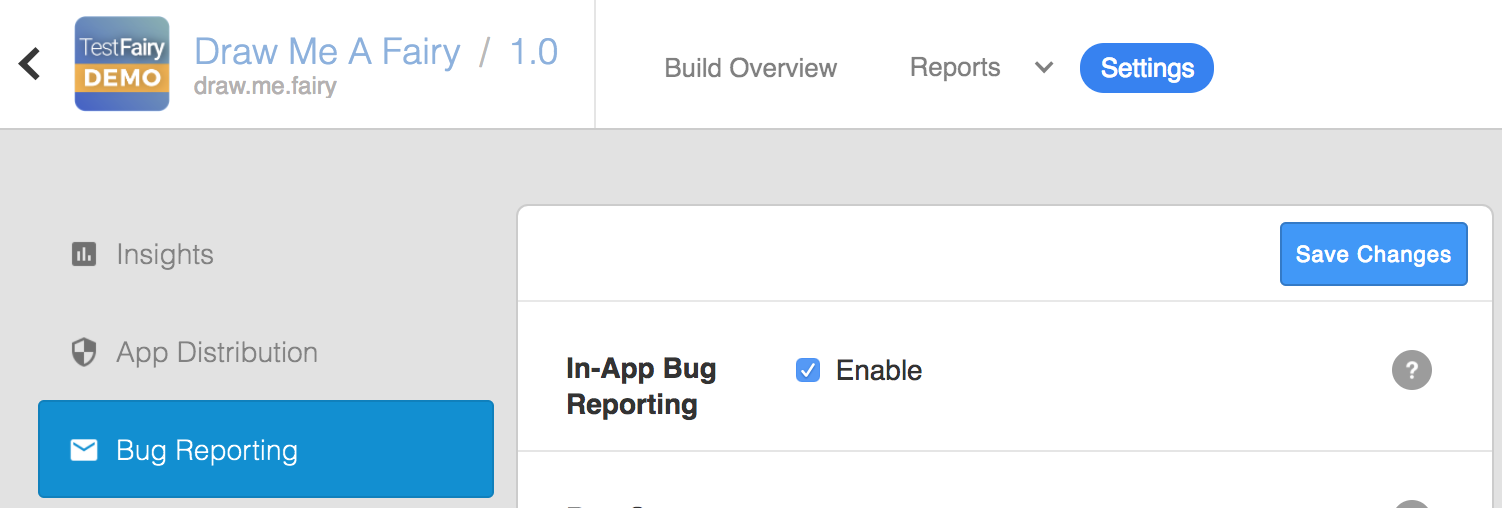 TestFairy
DEMO
Draw Me A Fairy / 1.0
draw.me.fairy
Build Overview
Reports
Settings
Insights
App Distribution
Bug Reporting
Save Changes
In-App Bug
Reporting
Enable
?